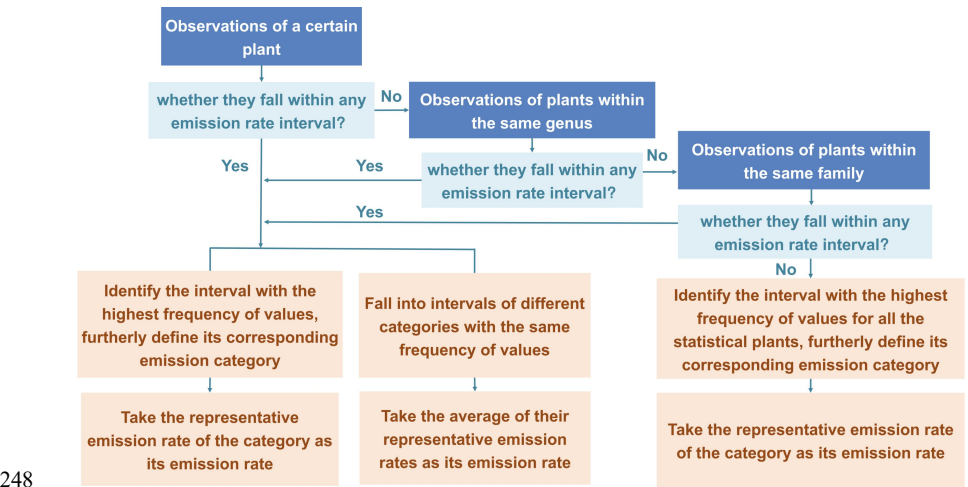 Observations of a certain
plant
whether they fall within any
emission rate interval?
No
Observations of plants within
the same genus
Yes
Yes
whether they fall within any
emission rate interval?
No
Observations of plants within
the same family
Yes
whether they fall within any
emission rate interval?
No
Identify the interval with the
highest frequency of values,
furtherly define its corresponding
emission category
Fall into intervals of different
categories with the same
frequency of values
Identify the interval with the highest
frequency of values for all the
statistical plants, furtherly define its
corresponding emission category
Take the representative
emission rate of the category as
its emission rate
Take the average of their
representative emission
rates as its emission rate
Take the representative emission rate
of the category as its emission rate
248